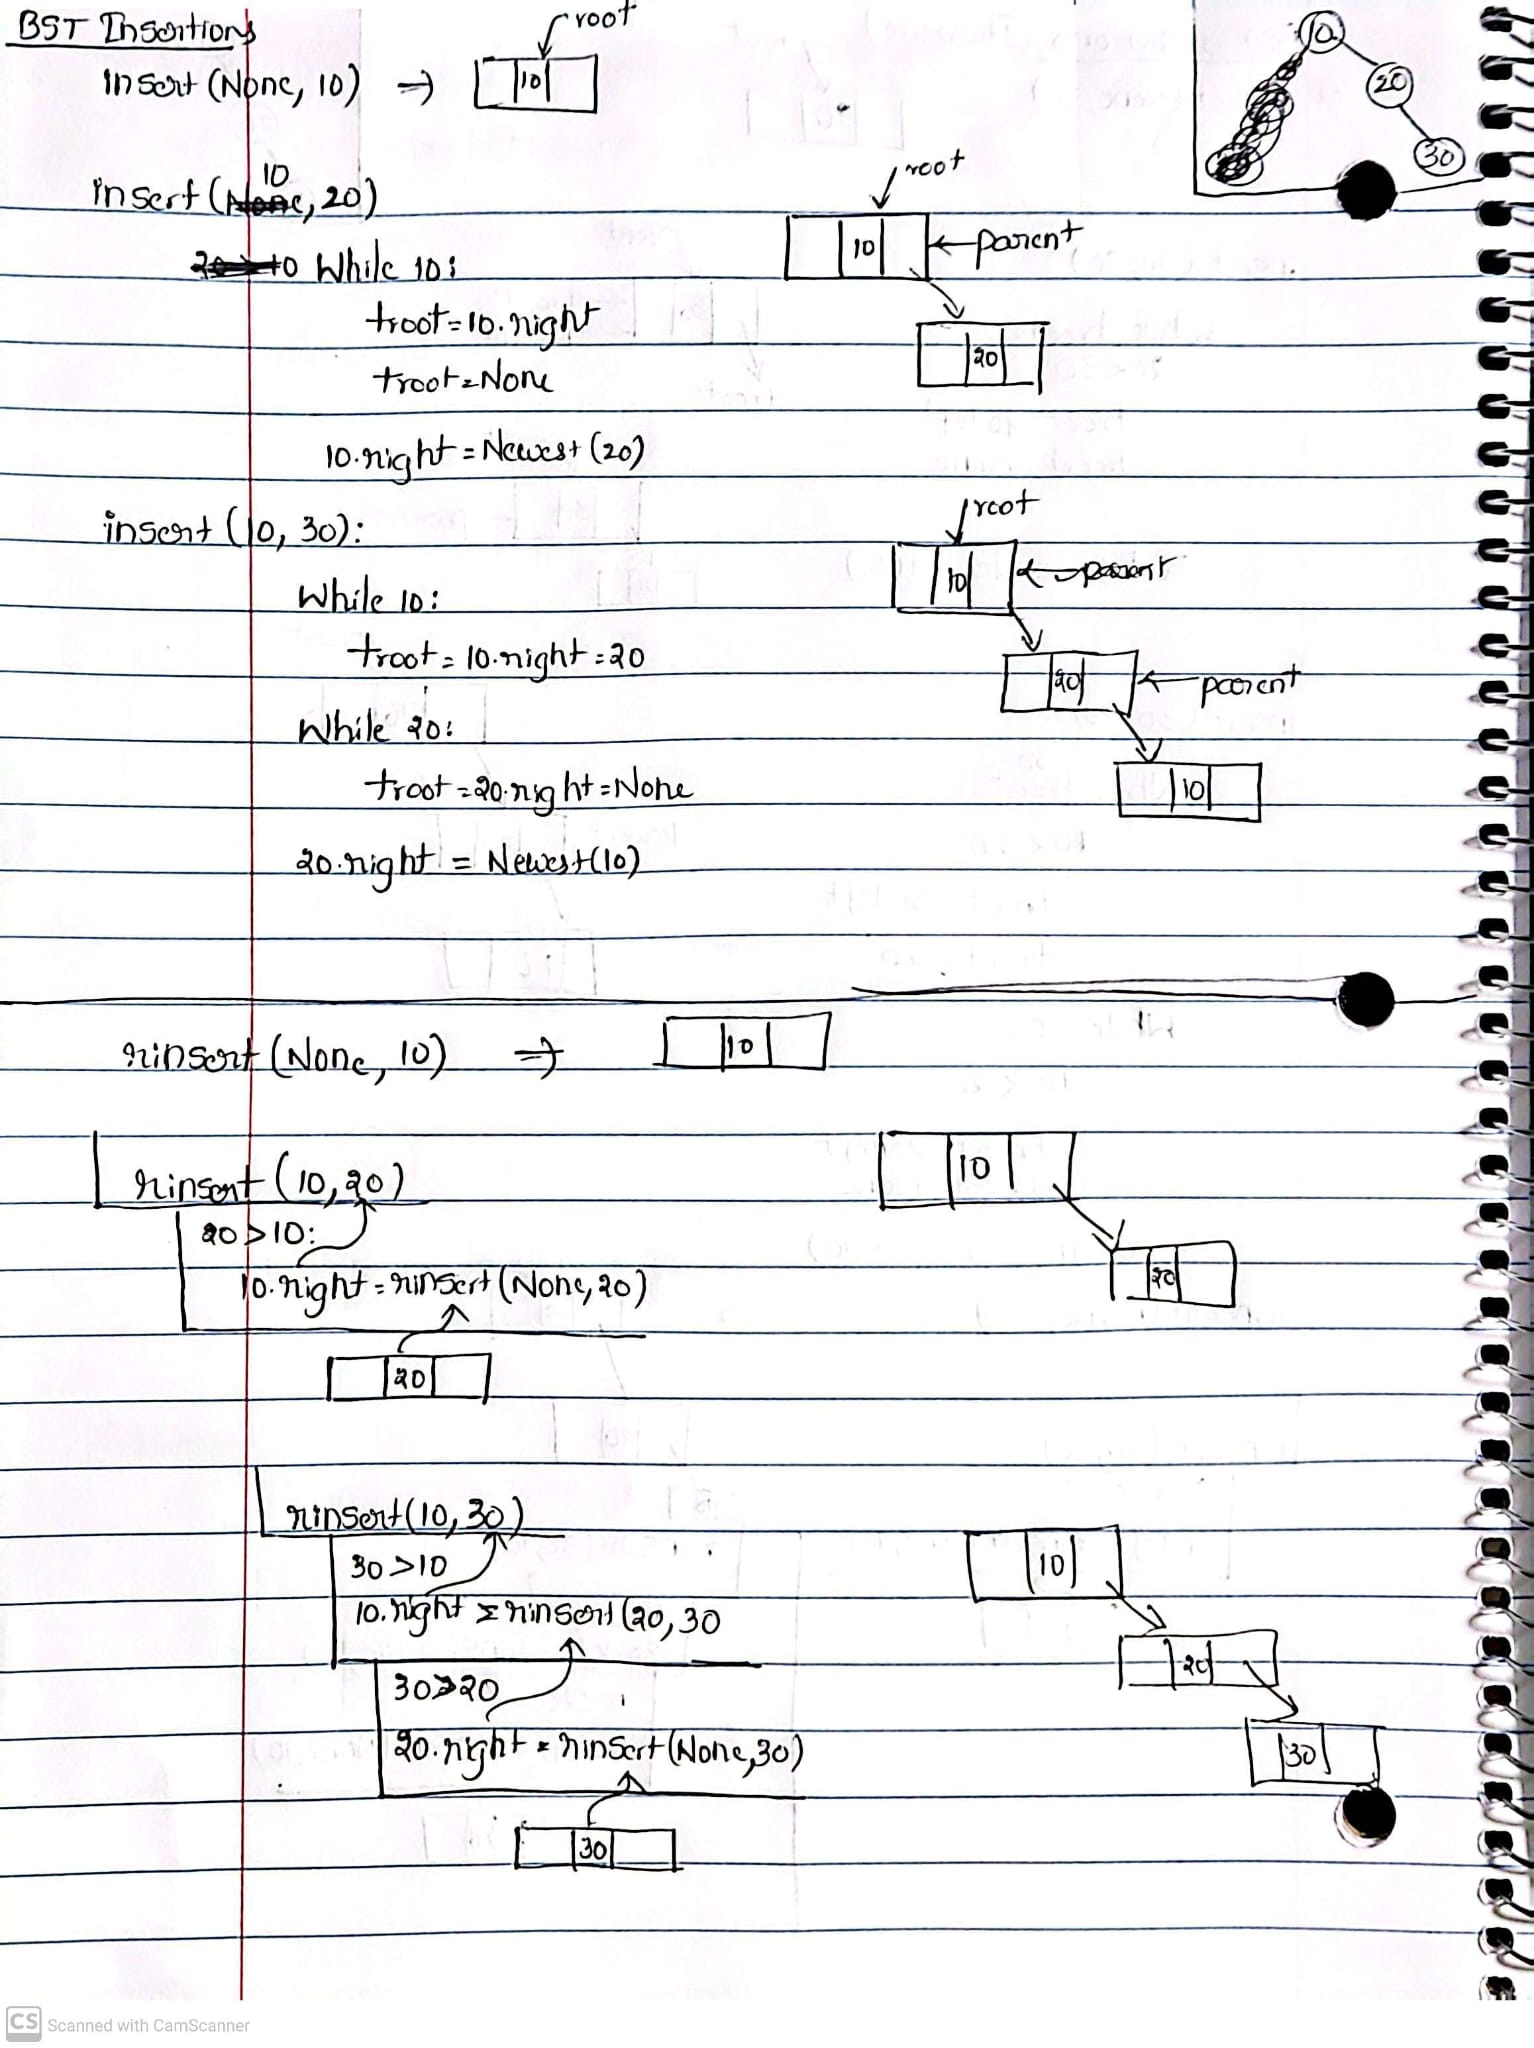 BST Insertions
root
insert (None, 10) ⇒ 10
10
20
30
insert (10, 20)
root
10 ← parent
20
While 10:
troot = 10.right
troot = None
10.right = Newest (20)
insert (10, 30):
root
10 ← parent
20 ← parent
10
While 10:
troot = 10.right = 20
While 20:
troot = 20.right = None
20.right = Newest (10)
rinsert (None, 10) ⇒ 10
rinsert (10, 20)
10
20
20 > 10:
10.right = rinsert (None, 20)
20
rinsert (10, 30)
10
20
30
30 > 10
10.right = rinsert (20, 30
30 > 20
20.right = rinsert (None, 30)
30
CS Scanned with CamScanner